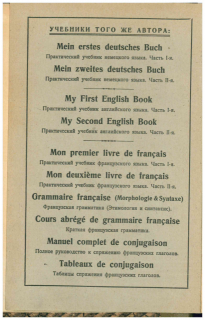 УЧЕБНИКИ ТОГО ЖЕ АВТОРА:
Mein erstes deutsches Buch
Практический учебник немецкого языка. Часть I-я.
Mein zweites deutsches Buch
Практический учебник немецкого языка. Часть II-я.
My First English Book
Практический учебник английского языка. Часть I-я.
My Second English Book
Практический учебник английского языка. Часть II-я.
Mon premier livre de français
Практический учебник французского языка. Часть I-я.
Mon deuxième livre de français
Практический учебник французского языка. Часть II-я.
Grammaire française (Morphologie & Syntaxe)
Французская грамматика (Этимология и синтаксис).
Cours abrégé de grammaire française
Краткая французская грамматика.
Manuel complet de conjugaison
Полное руководство к спряжению французских глаголов.
Tableaux de conjugaison
Таблицы спряжения французских глаголов.